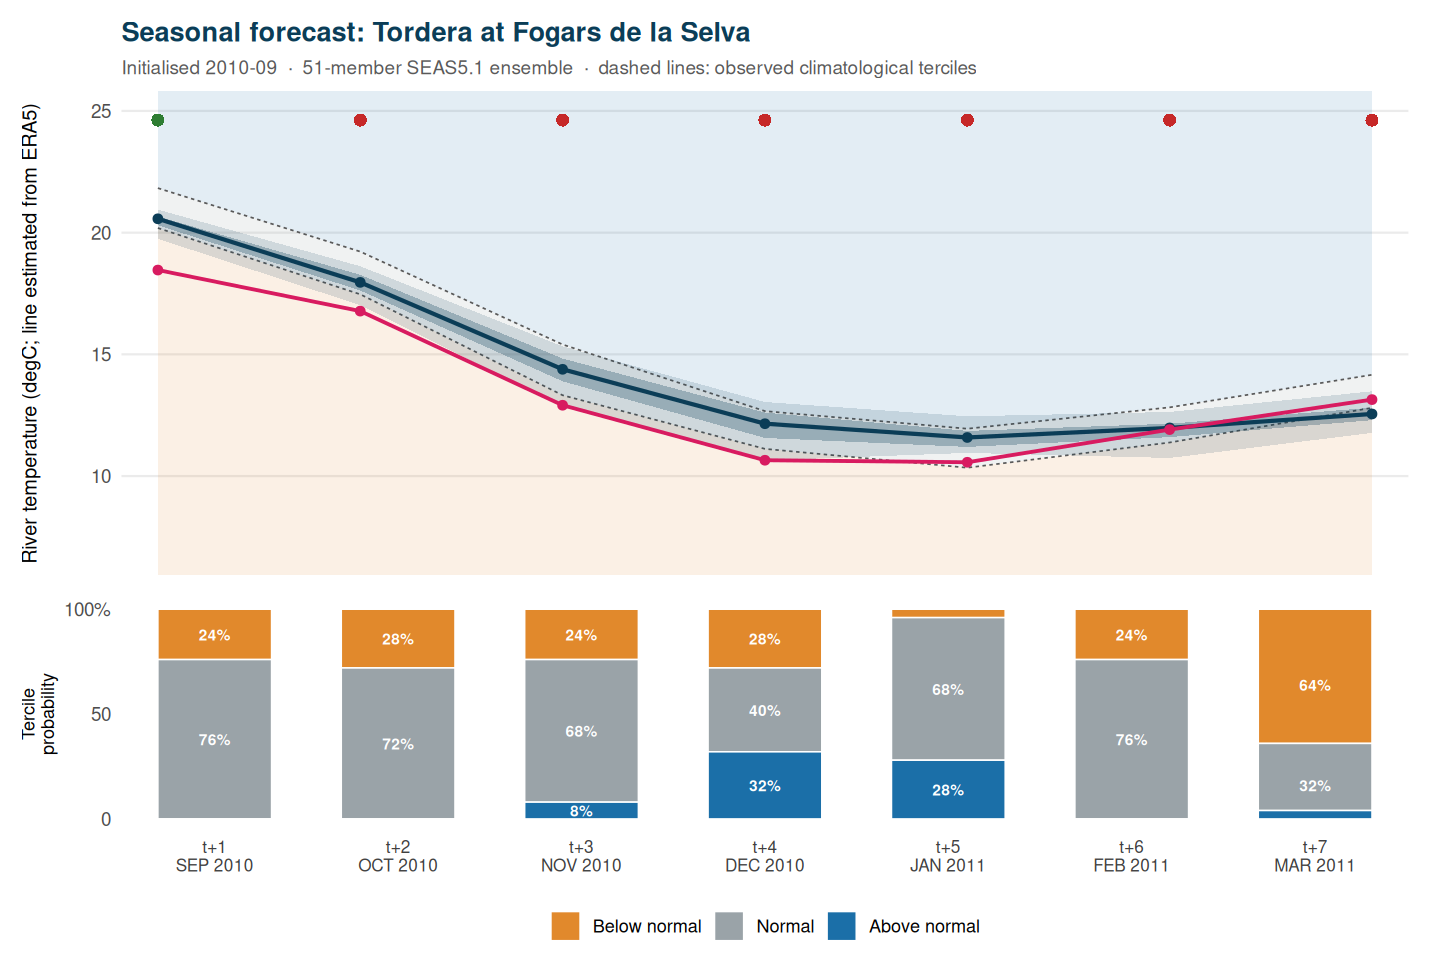 Seasonal forecast: Tordera at Fogars de la Selva
Initialised 2010-09 · 51-member SEAS5.1 ensemble · dashed lines: observed climatological terciles
River temperature (degC; line estimated from ERA5)
25
20
15
10
Tercile
probability
100%
50
0
24% 28% 24% 28% 24% 64%
76% 72% 68% 40% 68% 76% 32%
8% 32% 28%
t+1 t+2 t+3 t+4 t+5 t+6 t+7
SEP 2010 OCT 2010 NOV 2010 DEC 2010 JAN 2011 FEB 2011 MAR 2011
Below normal Normal Above normal